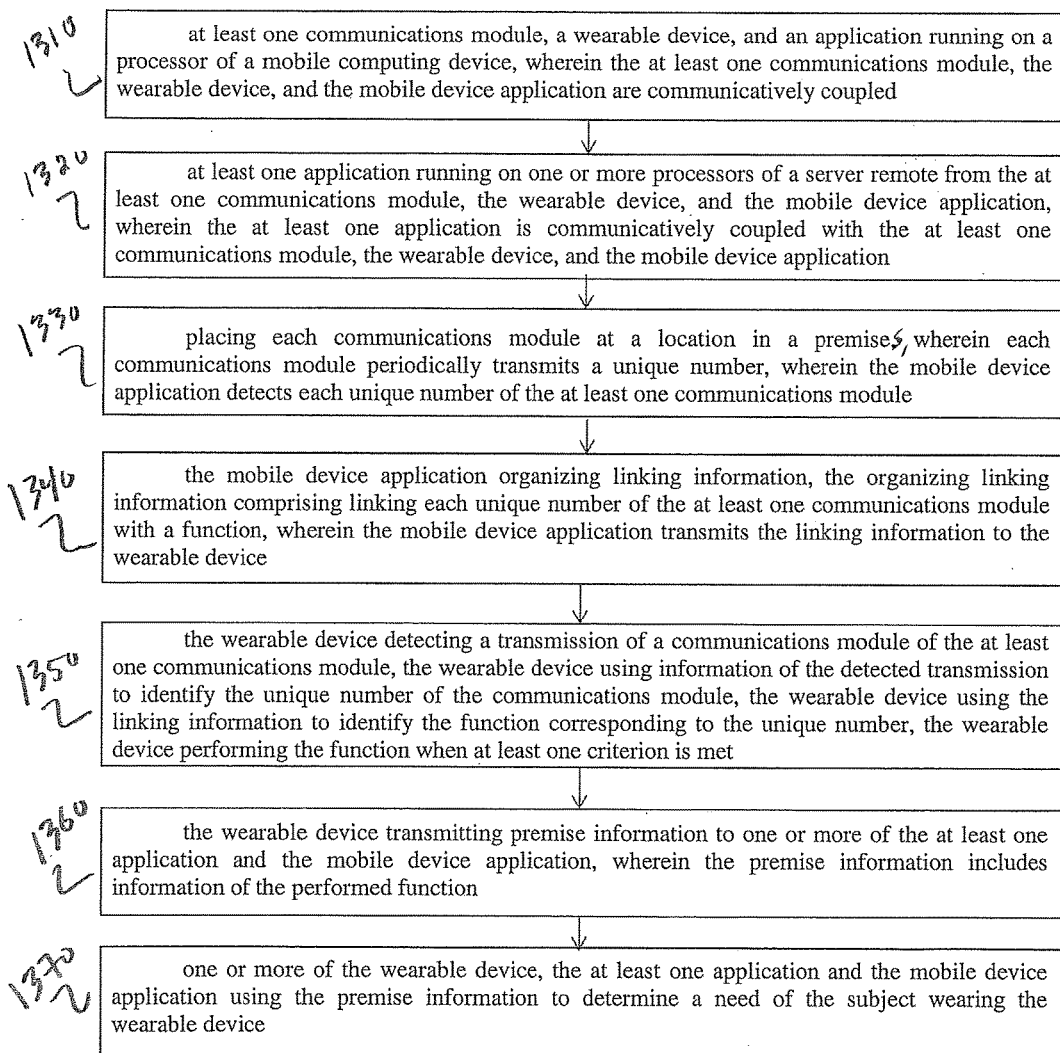 1310
at least one communications module, a wearable device, and an application running on a
processor of a mobile computing device, wherein the at least one communications module, the
wearable device, and the mobile device application are communicatively coupled
1320
at least one application running on one or more processors of a server remote from the at
least one communications module, the wearable device, and the mobile device application,
wherein the at least one application is communicatively coupled with the at least one
communications module, the wearable device, and the mobile device application
1330
placing each communications module at a location in a premises, wherein each
communications module periodically transmits a unique number, wherein the mobile device
application detects each unique number of the at least one communications module
1340
the mobile device application organizing linking information, the organizing linking
information comprising linking each unique number of the at least one communications module
with a function, wherein the mobile device application transmits the linking information to the
wearable device
1350
the wearable device detecting a transmission of a communications module of the at least
one communications module, the wearable device using information of the detected transmission
to identify the unique number of the communications module, the wearable device using the
linking information to identify the function corresponding to the unique number, the wearable
device performing the function when at least one criterion is met
1360
the wearable device transmitting premise information to one or more of the at least one
application and the mobile device application, wherein the premise information includes
information of the performed function
1370
one or more of the wearable device, the at least one application and the mobile device
application using the premise information to determine a need of the subject wearing the
wearable device